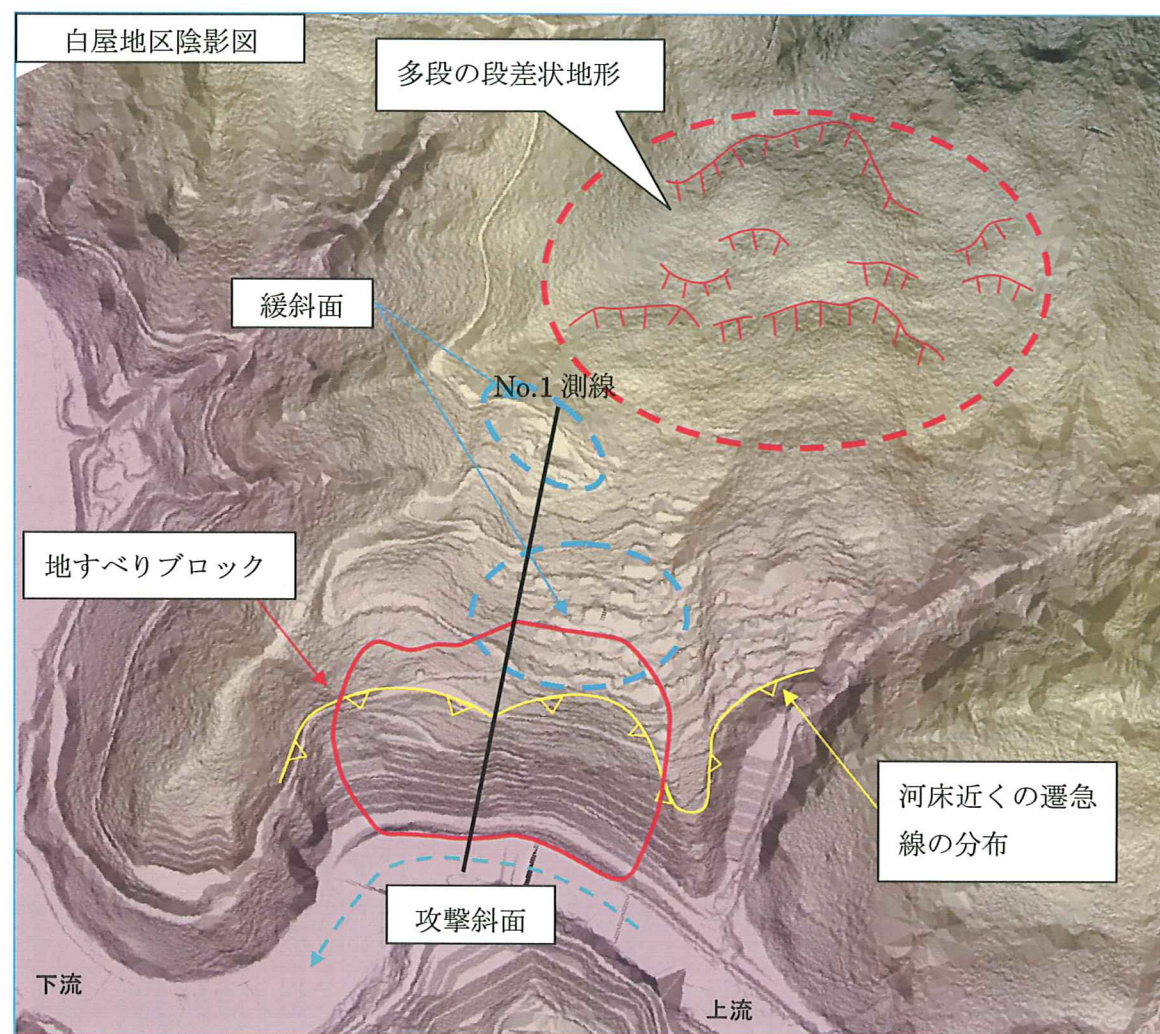 白屋地区陰影図
多段の段差状地形
緩斜面
No.1 測線
地すべりブロック
河床近くの遷急
線の分布
攻撃斜面
下流
上流